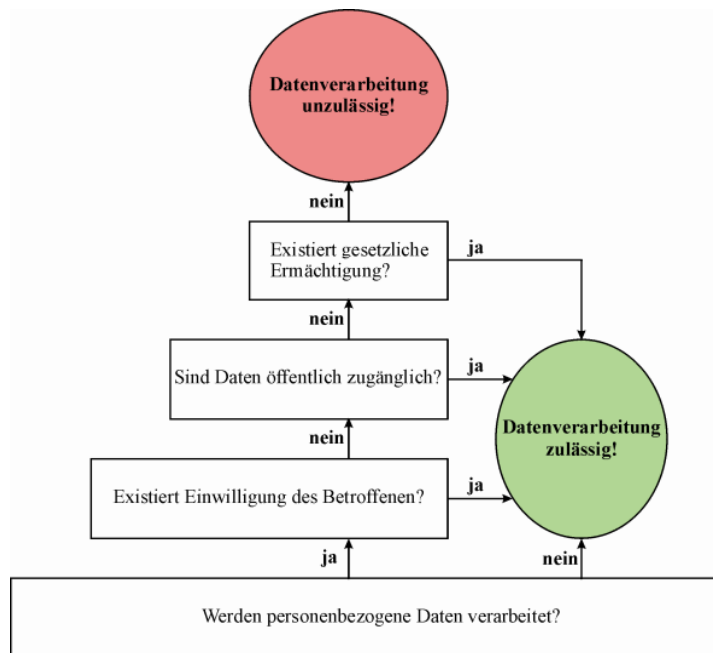 Datenverarbeitung
unzulässig!
nein
Existiert gesetzliche
Ermächtigung?
ja
nein
Sind Daten öffentlich zugänglich?
ja
Datenverarbeitung
zulässig!
nein
Existiert Einwilligung des Betroffenen?
ja
ja
nein
Werden personenbezogene Daten verarbeitet?